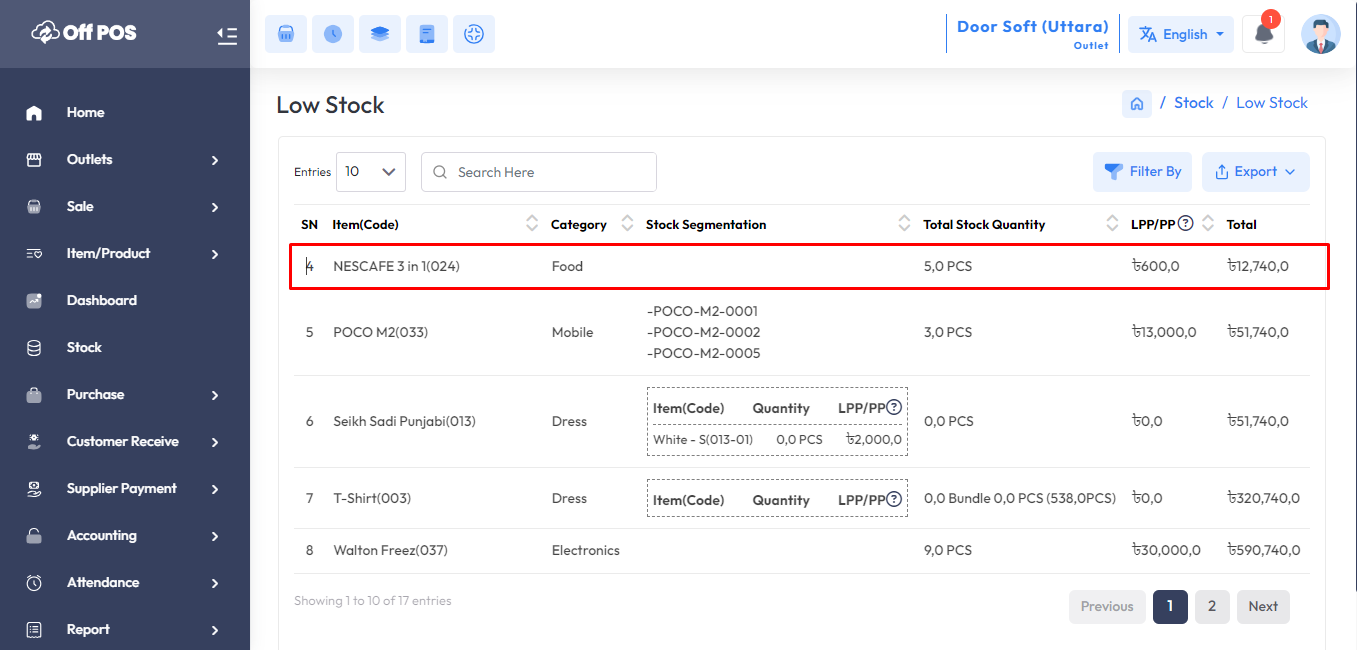 Off POS
Door Soft (Uttara)
Outlet
English
1
Home
Outlets
Sale
Item/Product
Dashboard
Stock
Purchase
Customer Receive
Supplier Payment
Accounting
Attendance
Report
Low Stock
/ Stock / Low Stock
Entries 10 Search Here Filter By Export
SN Item(Code) Category Stock Segmentation Total Stock Quantity LPP/PP Total
4 NESCAFE 3 in 1(024) Food 5,0 PCS ৳600,0 ৳12,740,0
-POCO-M2-0001
5 POCO M2(033) Mobile -POCO-M2-0002 3,0 PCS ৳13,000,0 ৳51,740,0
-POCO-M2-0005
Item(Code) Quantity LPP/PP
6 Seikh Sadi Punjabi(013) Dress 0,0 PCS ৳0,0 ৳51,740,0
White - S(013-01) 0,0 PCS ৳2,000,0
7 T-Shirt(003) Dress Item(Code) Quantity LPP/PP 0,0 Bundle 0,0 PCS (538,0PCS) ৳0,0 ৳320,740,0
8 Walton Freez(037) Electronics 9,0 PCS ৳30,000,0 ৳590,740,0
Showing 1 to 10 of 17 entries
Previous 1 2 Next